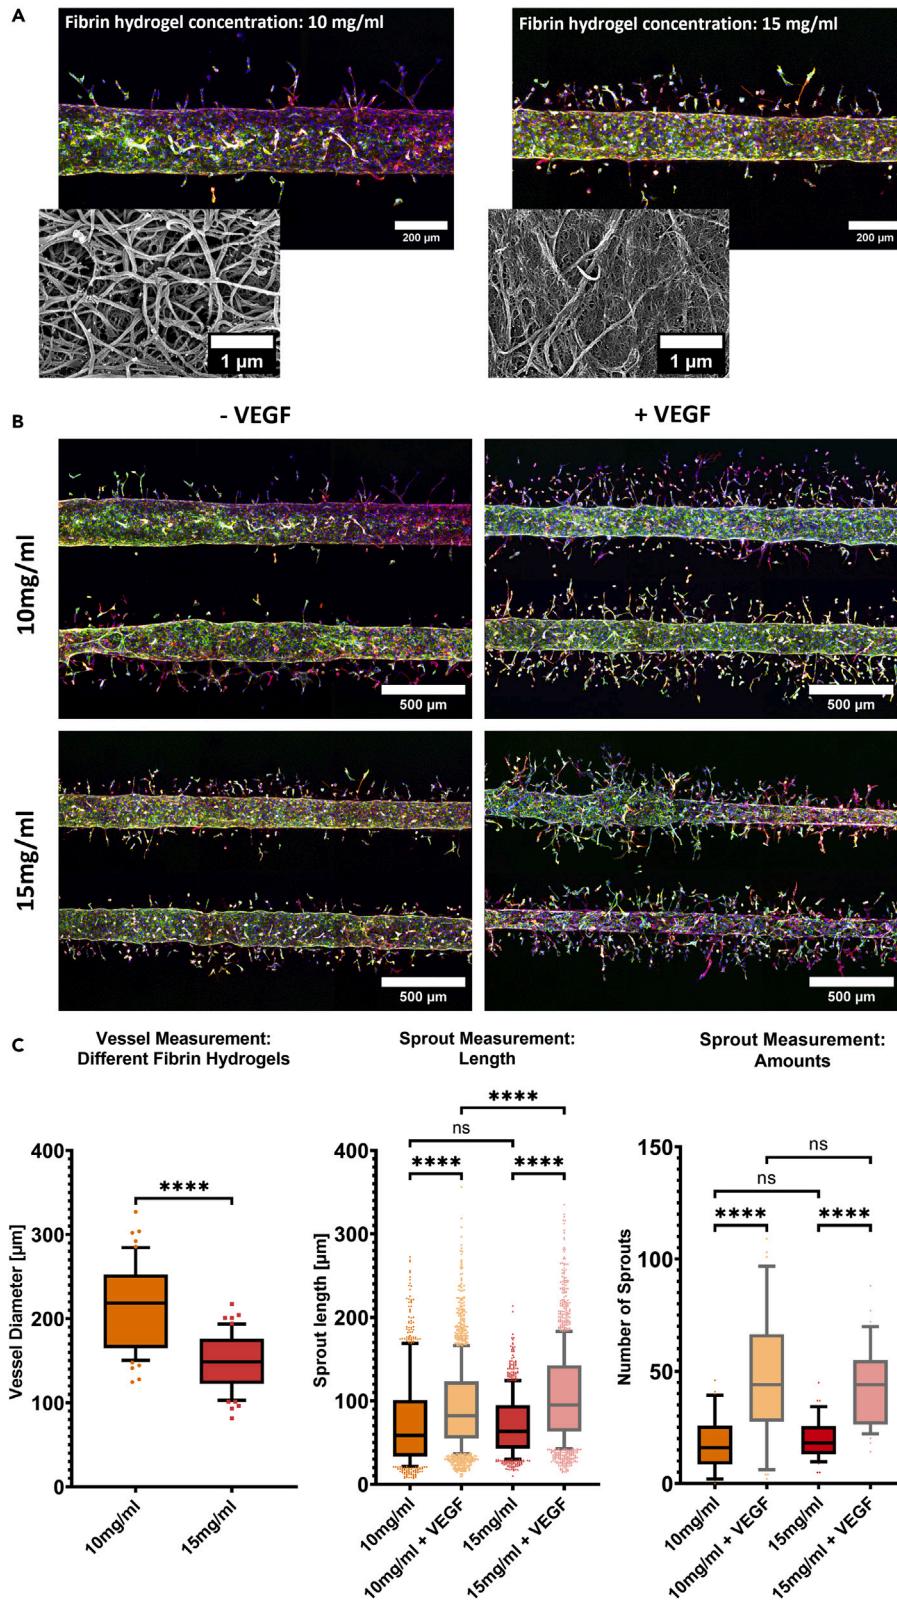 A
Fibrin hydrogel concentration: 10 mg/ml
Fibrin hydrogel concentration: 15 mg/ml
200 µm
200 µm
1 µm
1 µm
B
- VEGF
+ VEGF
10mg/ml
500 µm
500 µm
15mg/ml
500 µm
500 µm
C
Vessel Measurement:
Different Fibrin Hydrogels
Vessel Diameter [µm]
400
300
200
100
0
****
10mg/ml
15mg/ml
Sprout Measurement:
Length
Sprout length [µm]
400
300
200
100
0
****
ns
****
****
10mg/ml
10mg/ml + VEGF
15mg/ml
15mg/ml + VEGF
Sprout Measurement:
Amounts
Number of Sprouts
150
100
50
0
ns
ns
****
****
10mg/ml
10mg/ml + VEGF
15mg/ml
15mg/ml + VEGF